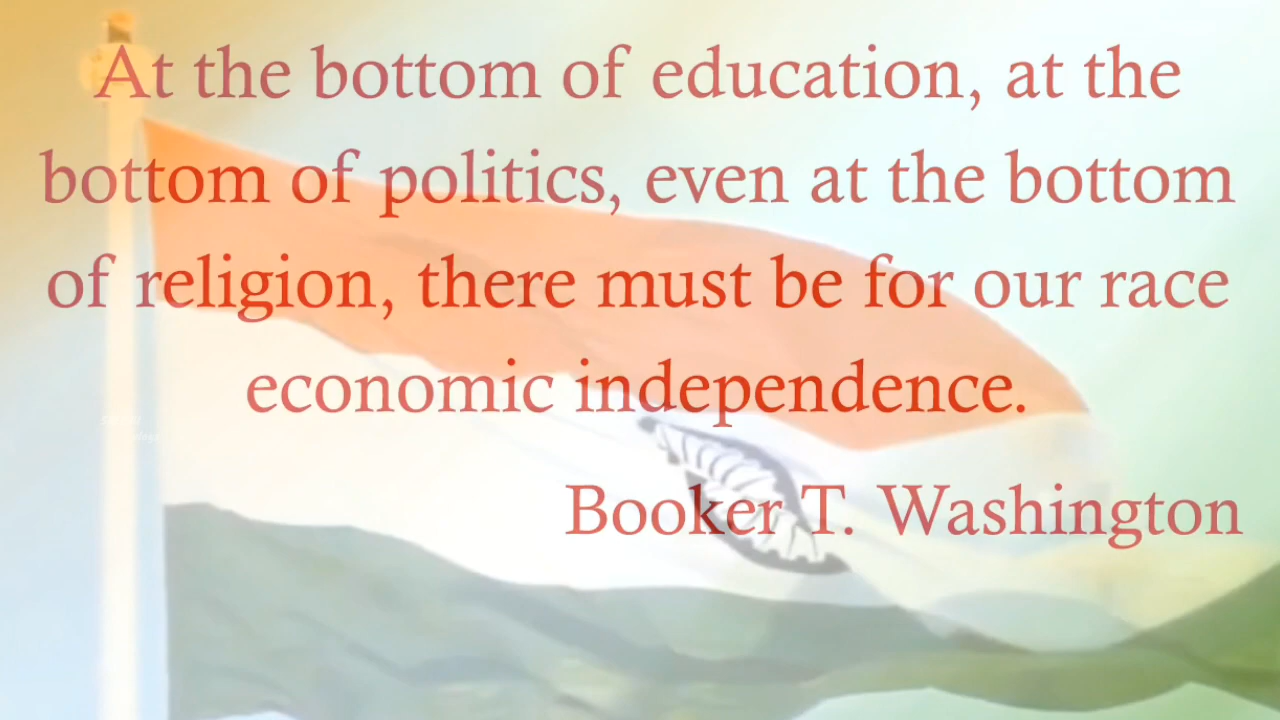 At the bottom of education, at the
bottom of politics, even at the bottom
of religion, there must be for our race
economic independence.
Booker T. Washington